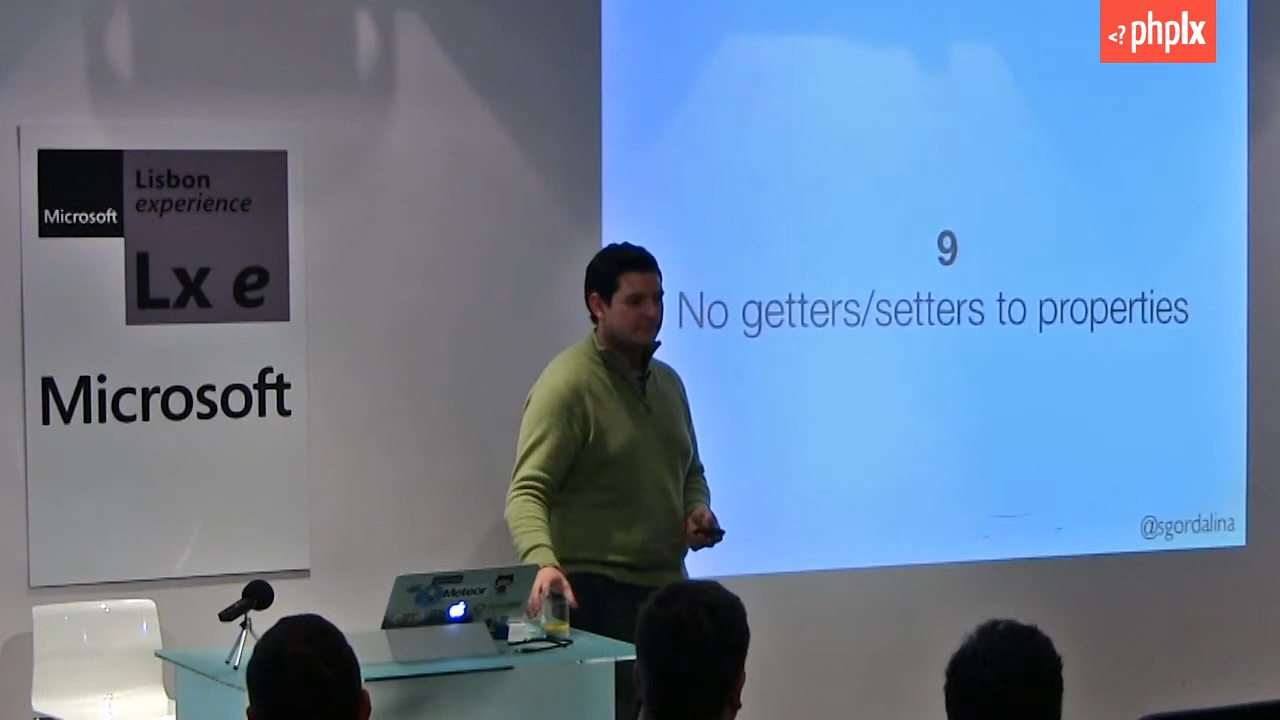 <? phplx
Microsoft
Lisbon
experience
Lx e
Microsoft
9
No getters/setters to properties
@sgordalina
Meteor